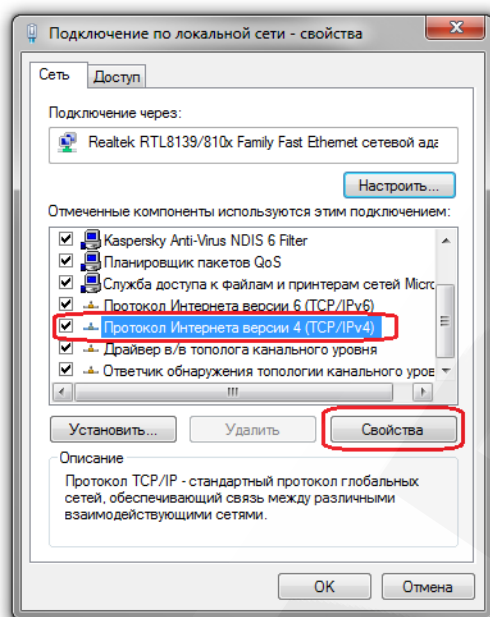 Подключение по локальной сети - свойства
Сеть
Доступ
Подключение через:
Realtek RTL8139/810x Family Fast Ethernet сетевой ада
Настроить...
Отмеченные компоненты используются этим подключением:
Kaspersky Anti-Virus NDIS 6 Filter
Планировщик пакетов QoS
Служба доступа к файлам и принтерам сетей Micro
Протокол Интернета версии 6 (TCP/IPv6)
Протокол Интернета версии 4 (TCP/IPv4)
Драйвер в/в тополога канального уровня
Ответчик обнаружения топологии канального уров
Установить...
Удалить
Свойства
Описание
Протокол TCP/IP - стандартный протокол глобальных
сетей, обеспечивающий связь между различными
взаимодействующими сетями.
OK
Отмена